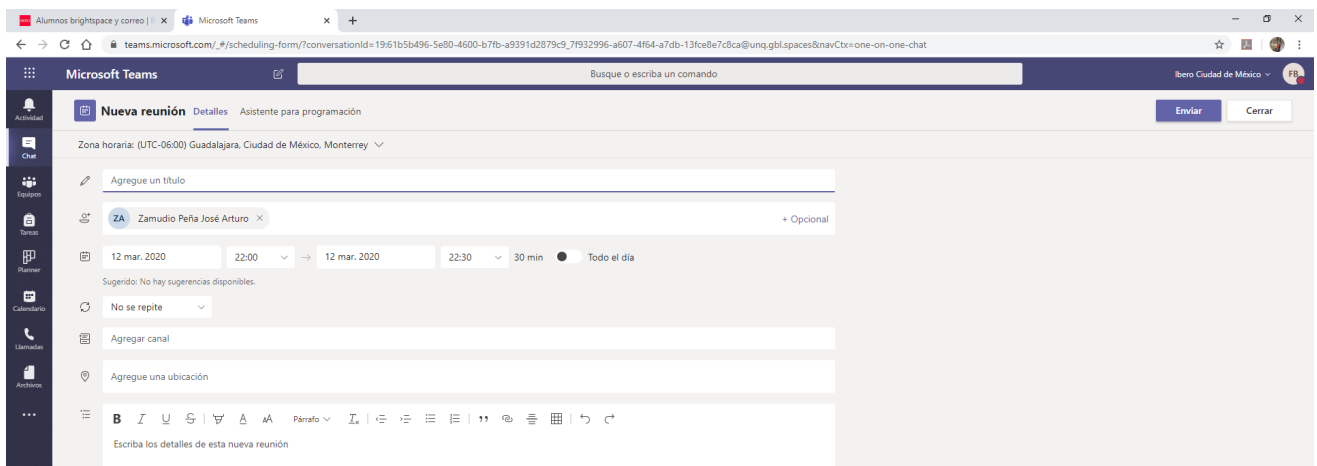 Alumnos brightspace y correo | I
Microsoft Teams
teams.microsoft.com/_#/scheduling-form/?conversationId=19:61b5b496-5e80-4600-b7fb-a9391d2879c9_7f932996-a607-4f64-a7db-13fce8e7c8ca@unq.gbl.spaces&navCtx=one-on-one-chat
Microsoft Teams
Busque o escriba un comando
Ibero Ciudad de México
FB
Actividad
Chat
Equipos
Tareas
Planner
Calendario
Llamadas
Archivos
Nueva reunión Detalles Asistente para programación
Enviar
Cerrar
Zona horaria: (UTC-06:00) Guadalajara, Ciudad de México, Monterrey
Agregue un título
ZA Zamudio Peña José Arturo
+ Opcional
12 mar. 2020 22:00 → 12 mar. 2020 22:30 30 min Todo el día
Sugerido: No hay sugerencias disponibles.
No se repite
Agregar canal
Agregue una ubicación
B I U S A AA Párrafo
Escriba los detalles de esta nueva reunión